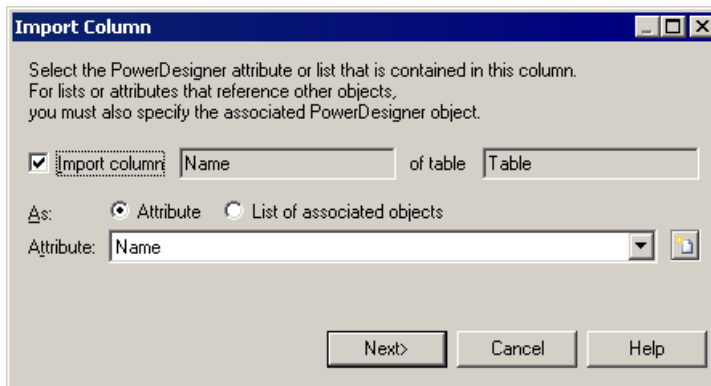 Import Column
Select the PowerDesigner attribute or list that is contained in this column.
For lists or attributes that reference other objects,
you must also specify the associated PowerDesigner object.
Import column Name of table Table
As: Attribute List of associated objects
Attribute: Name
Next> Cancel Help